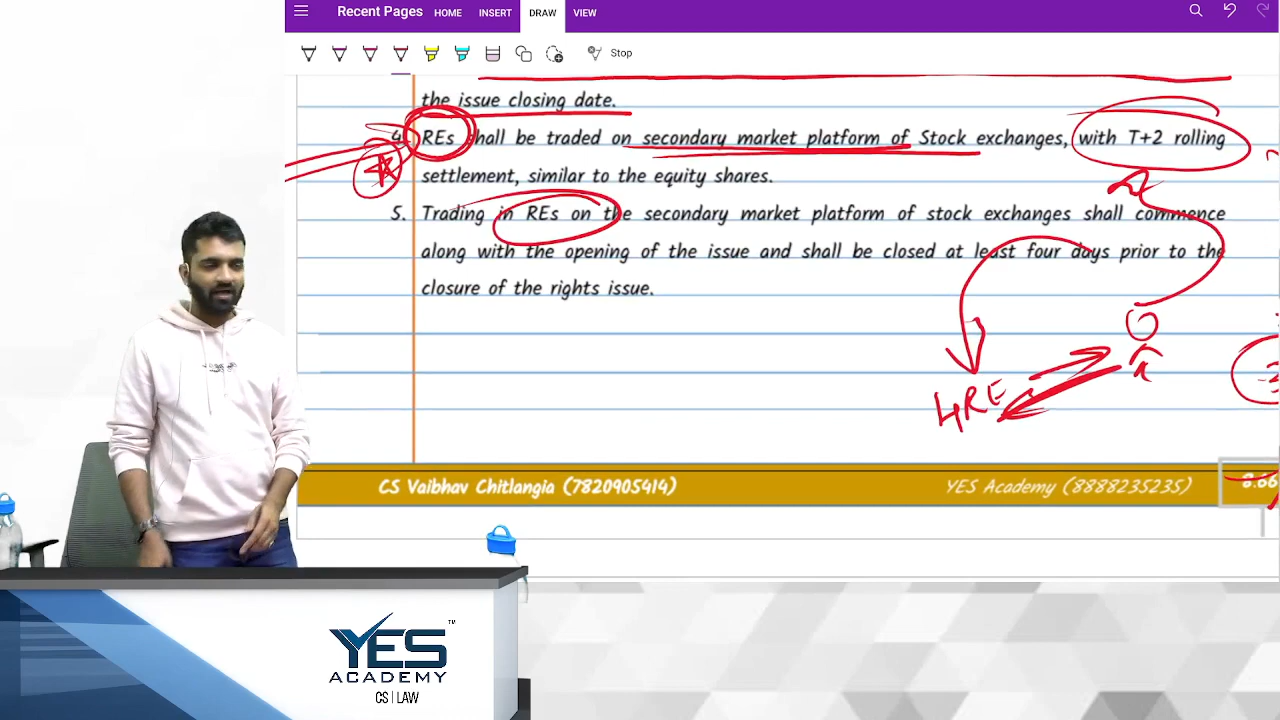 Recent Pages HOME INSERT DRAW VIEW
Stop
the issue closing date.
4. REs shall be traded on secondary market platform of Stock exchanges, with T+2 rolling
settlement, similar to the equity shares.
5. Trading in REs on the secondary market platform of stock exchanges shall commence
along with the opening of the issue and shall be closed at least four days prior to the
closure of the rights issue.
4RE
CS Vaibhav Chitlangia (7820905414) YES Academy (8888235235) 8.66
YES
ACADEMY
CS | LAW
TM